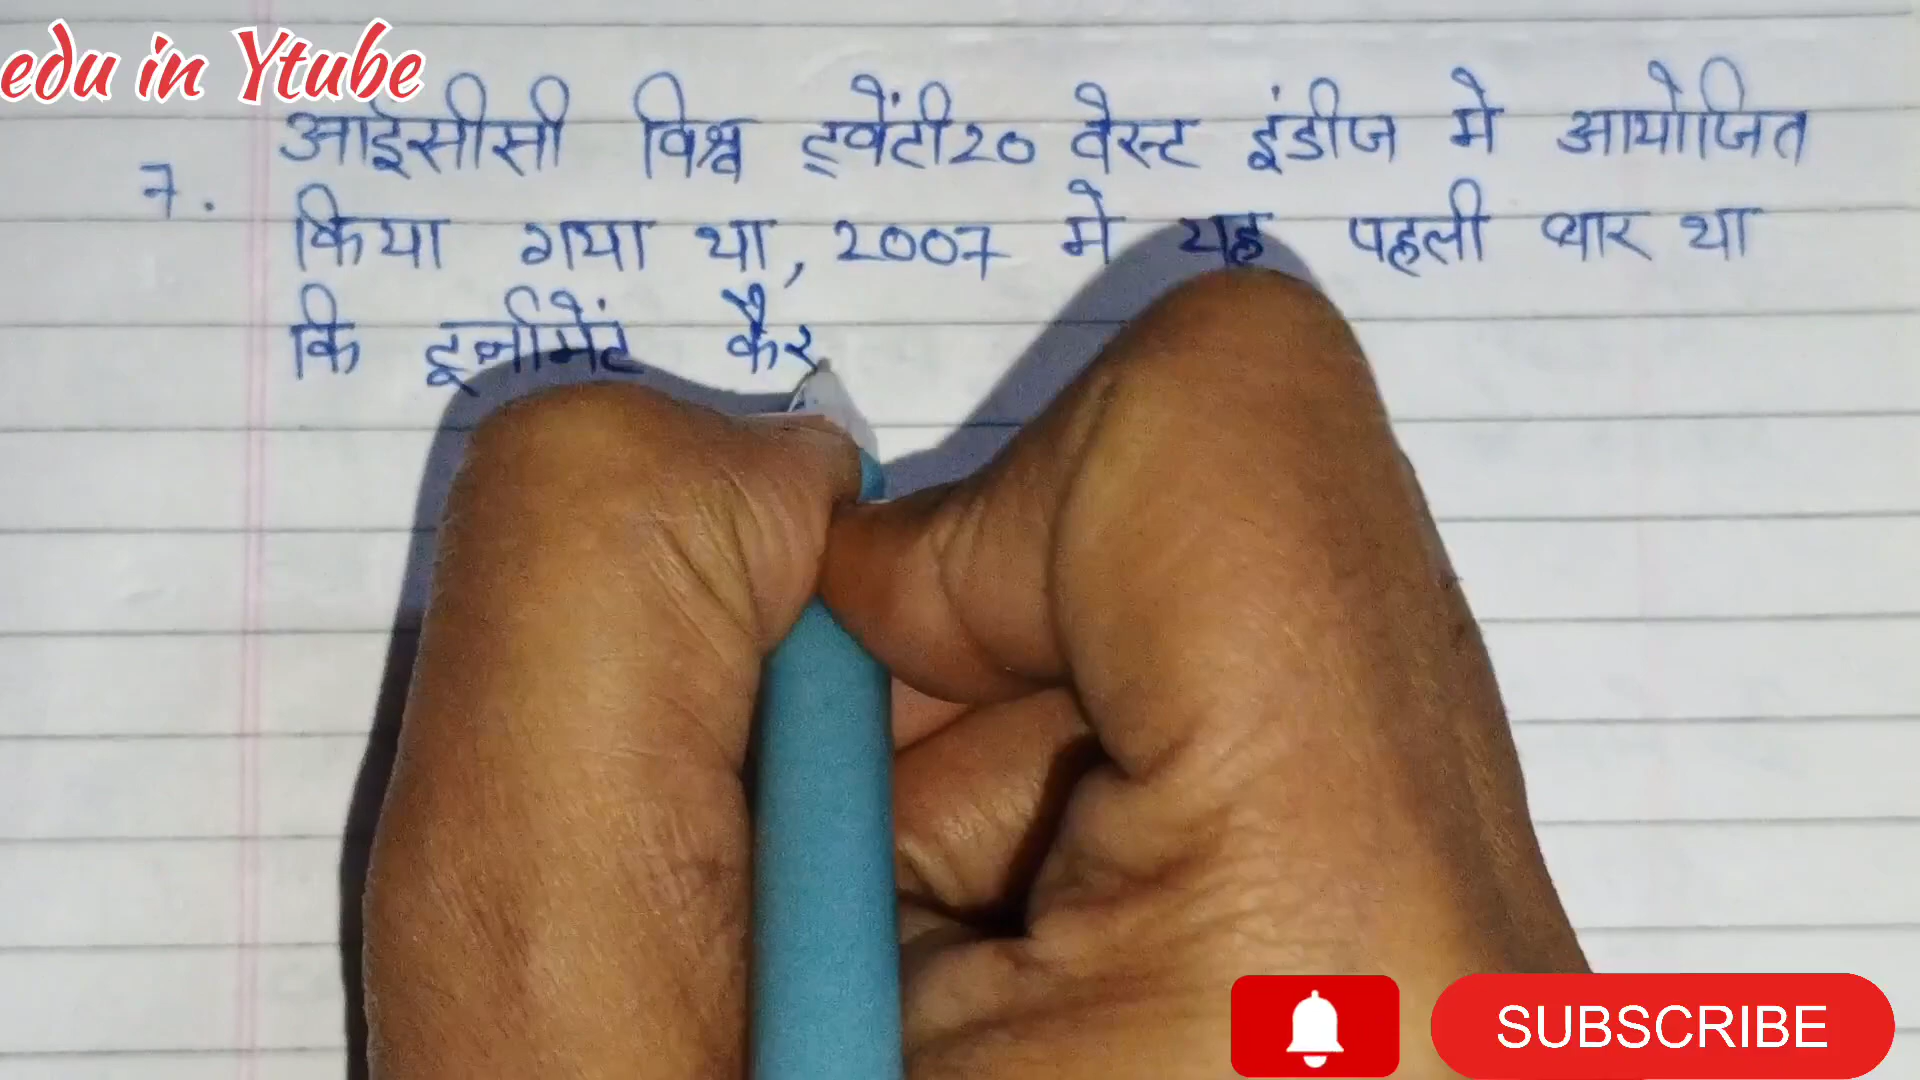 edu in Ytube
आईसीसी विश्व ट्वेंटी20 वेस्ट इंडीज मे आयोजित
7.
किया गया था, 2007 मे यह पहली बार था
कि टूर्नामेंट कैर
SUBSCRIBE